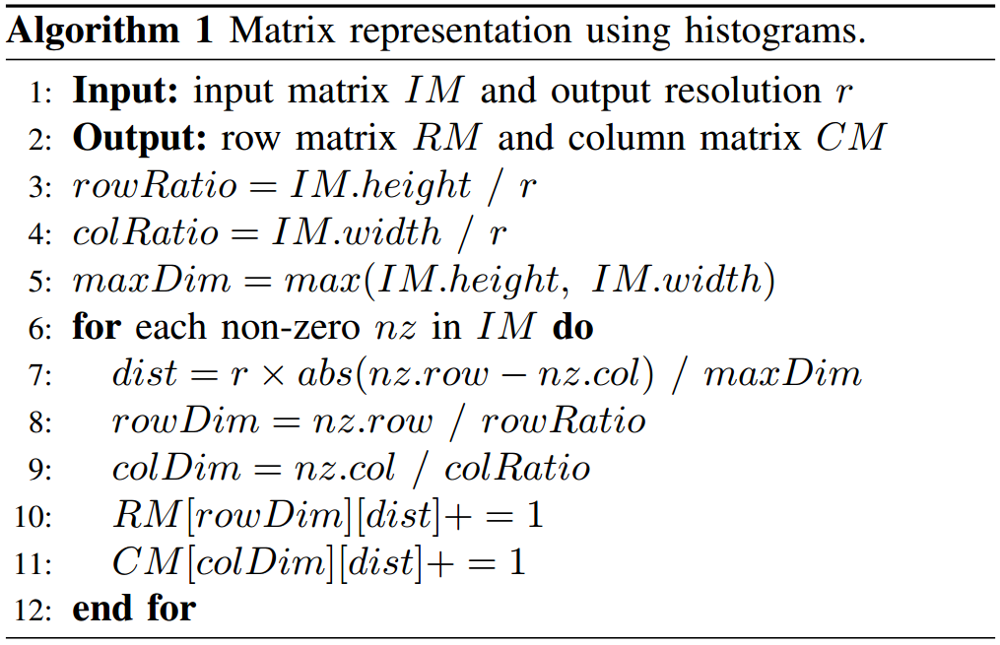 Algorithm 1 Matrix representation using histograms.
1: Input: input matrix IM and output resolution r
2: Output: row matrix RM and column matrix CM
3: rowRatio = IM.height / r
4: colRatio = IM.width / r
5: maxDim = max(IM.height, IM.width)
6: for each non-zero nz in IM do
7: dist = r × abs(nz.row − nz.col) / maxDim
8: rowDim = nz.row / rowRatio
9: colDim = nz.col / colRatio
10: RM[rowDim][dist]+ = 1
11: CM[colDim][dist]+ = 1
12: end for